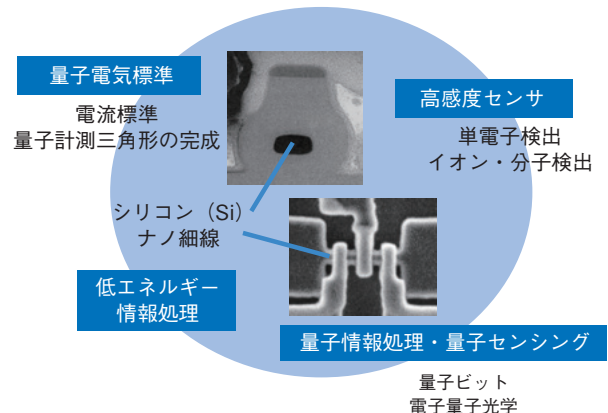 量子電気標準
電流標準
量子計測三角形の完成
高感度センサ
単電子検出
イオン・分子検出
シリコン（Si）
ナノ細線
低エネルギー
情報処理
量子情報処理・量子センシング
量子ビット
電子量子光学